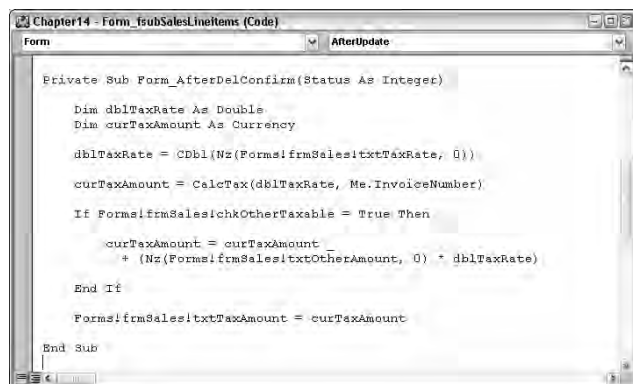 Chapter14 - Form_fsubSalesLineitems (Code)
Form AfterUpdate
Private Sub Form_AfterDelConfirm(Status As Integer)
Dim dblTaxRate As Double
Dim curTaxAmount As Currency
dblTaxRate = CDbl(Nz(Forms!frmSales!txtTaxRate, 0))
curTaxAmount = CalcTax(dblTaxRate, Me.InvoiceNumber)
If Forms!frmSales!chkOtherTaxable = True Then
curTaxAmount = curTaxAmount _
+ (Nz(Forms!frmSales!txtOtherAmount, 0) * dblTaxRate)
End If
Forms!frmSales!txtTaxAmount = curTaxAmount
End Sub